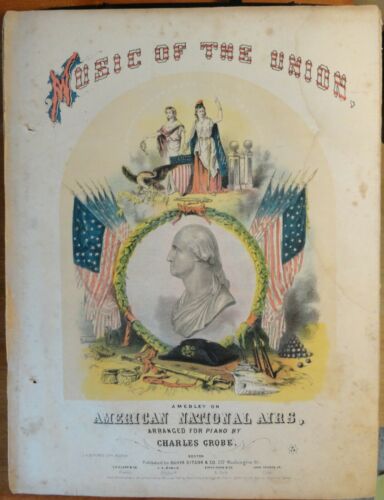 MUSIC OF THE UNION,
A MEDLEY ON
AMERICAN NATIONAL AIRS,
ARRANGED FOR PIANO BY
CHARLES GROBE.
BOSTON
Published by OLIVER DITSON & CO. 277 Washington St.